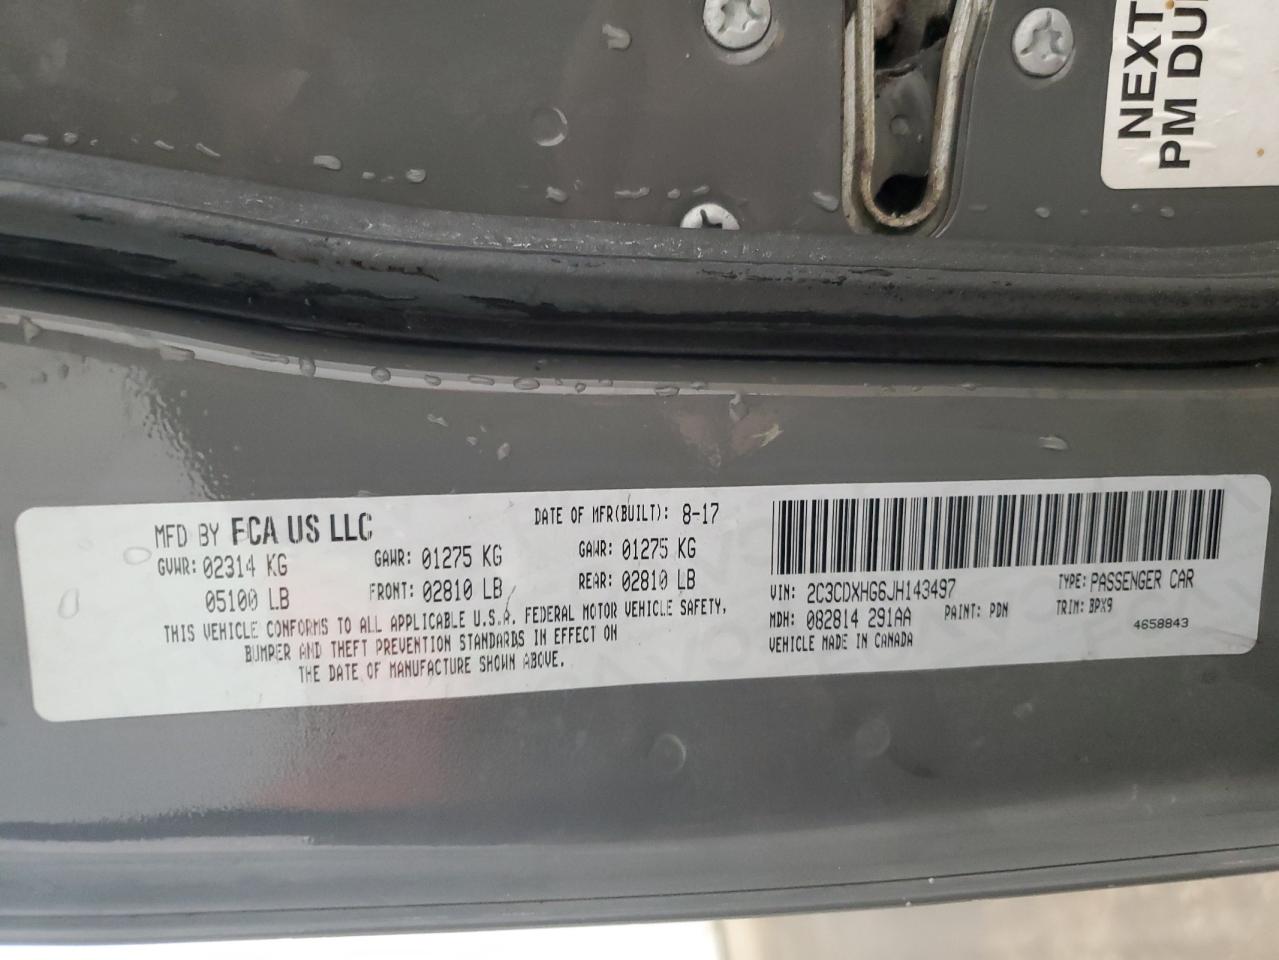 NEXT
PM DU
MFD BY FCA US LLC
DATE OF MFR(BUILT): 8-17
GVWR: 02314 KG
GAWR: 01275 KG
GAWR: 01275 KG
05100 LB
FRONT: 02810 LB
REAR: 02810 LB
THIS VEHICLE CONFORMS TO ALL APPLICABLE U.S.A. FEDERAL MOTOR VEHICLE SAFETY,
BUMPER AND THEFT PREVENTION STANDARDS IN EFFECT ON
THE DATE OF MANUFACTURE SHOWN ABOVE.
VIN: 2C3CDXHG6JH143497
TYPE: PASSENGER CAR
MDH: 082814 291AA
PAINT: PDN
TRIM: BPX9
VEHICLE MADE IN CANADA
4658843